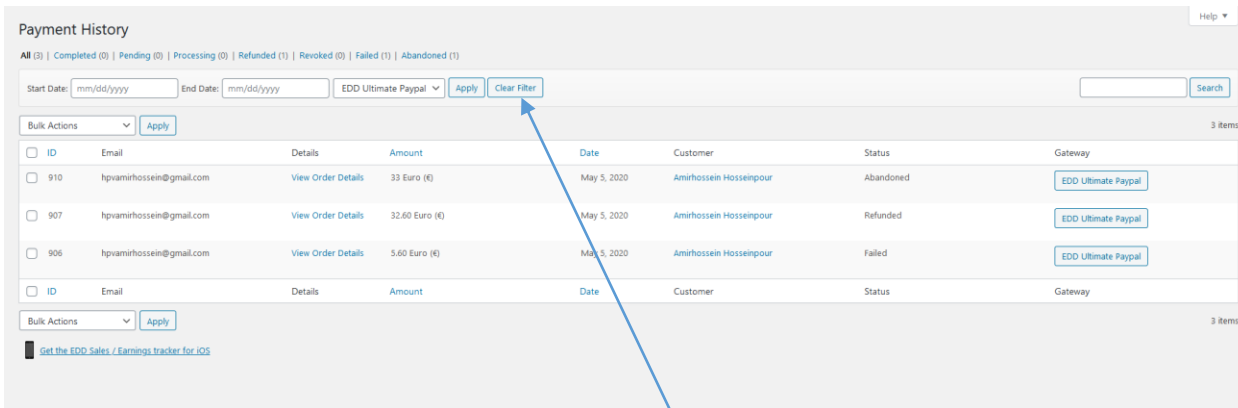 Help ▼
Payment History
All (3) | Completed (0) | Pending (0) | Processing (0) | Refunded (1) | Revoked (0) | Failed (1) | Abandoned (1)
Start Date: mm/dd/yyyy End Date: mm/dd/yyyy EDD Ultimate Paypal Apply Clear Filter Search
Bulk Actions Apply 3 items
ID Email Details Amount Date Customer Status Gateway
910 hpvamirhossein@gmail.com View Order Details 33 Euro (€) May 5, 2020 Amirhossein Hosseinpour Abandoned EDD Ultimate Paypal
907 hpvamirhossein@gmail.com View Order Details 32.60 Euro (€) May 5, 2020 Amirhossein Hosseinpour Refunded EDD Ultimate Paypal
906 hpvamirhossein@gmail.com View Order Details 5.60 Euro (€) May 5, 2020 Amirhossein Hosseinpour Failed EDD Ultimate Paypal
ID Email Details Amount Date Customer Status Gateway
Bulk Actions Apply 3 items
Get the EDD Sales / Earnings tracker for iOS